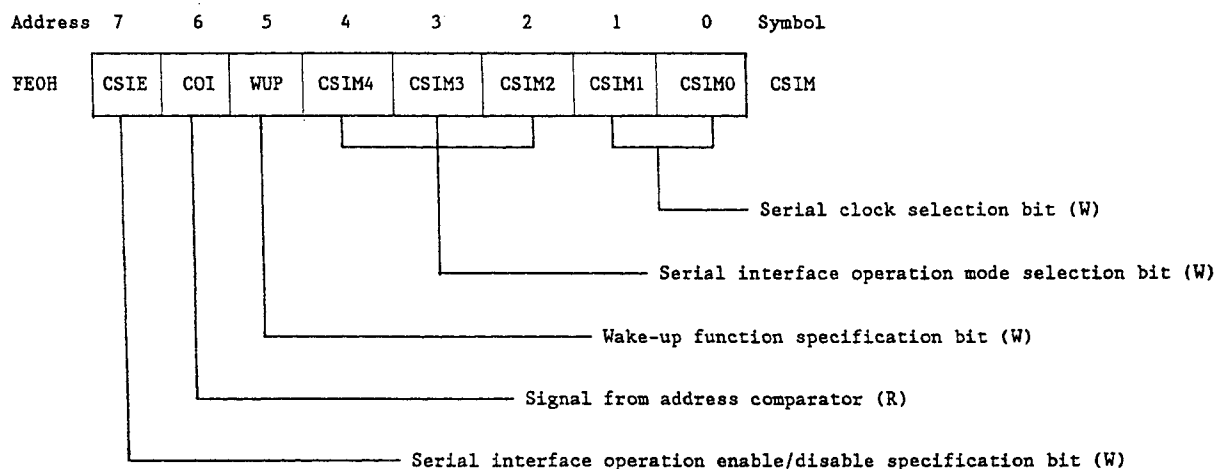 Address 7 6 5 4 3 2 1 0 Symbol
FE0H CSIE COI WUP CSIM4 CSIM3 CSIM2 CSIM1 CSIM0 CSIM
Serial clock selection bit (W)
Serial interface operation mode selection bit (W)
Wake-up function specification bit (W)
Signal from address comparator (R)
Serial interface operation enable/disable specification bit (W)